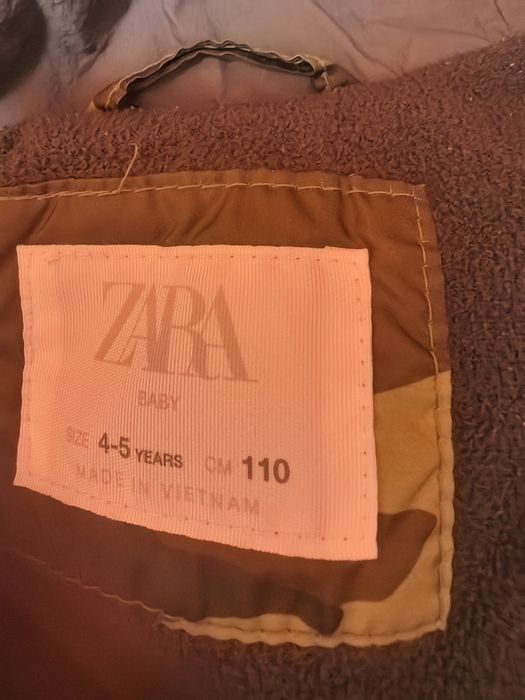 ZARA
BABY
SIZE 4-5 YEARS CM 110
MADE IN VIETNAM